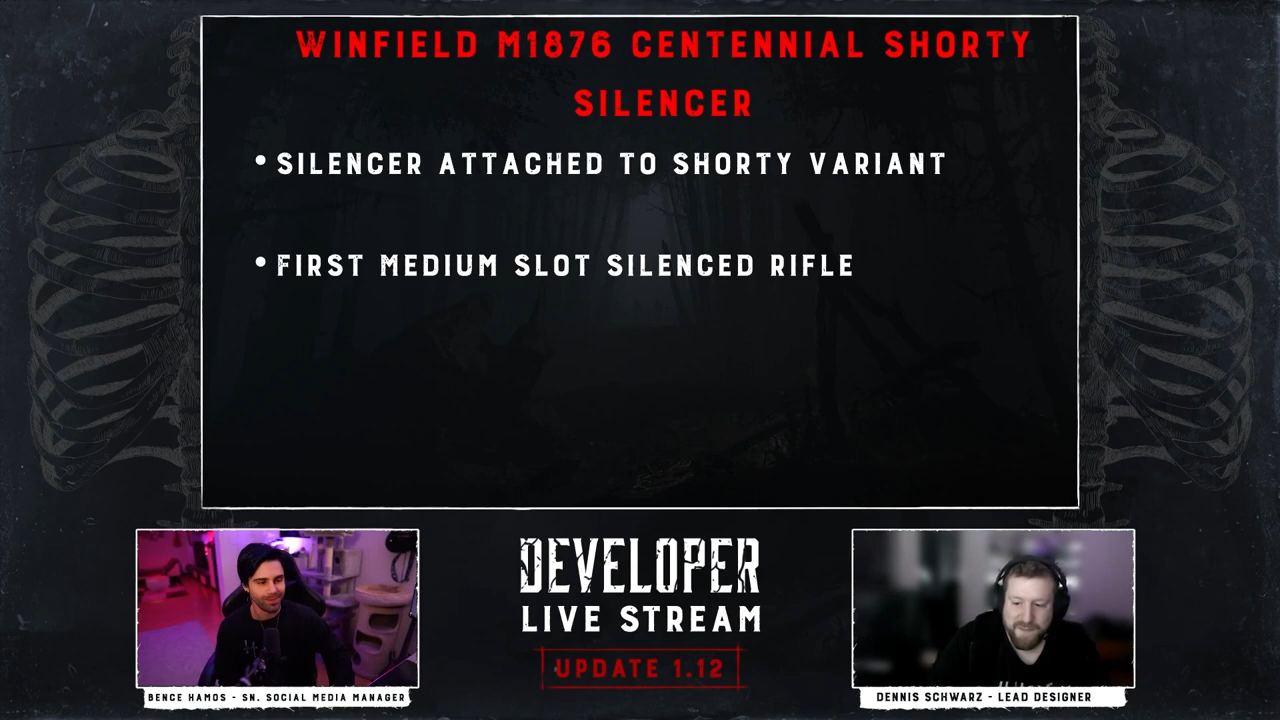 WINFIELD M1876 CENTENNIAL SHORTY
SILENCER
• SILENCER ATTACHED TO SHORTY VARIANT
• FIRST MEDIUM SLOT SILENCED RIFLE
DEVELOPER
LIVE STREAM
UPDATE 1.12
BENCE HAMOS - SN. SOCIAL MEDIA MANAGER
DENNIS SCHWARZ - LEAD DESIGNER